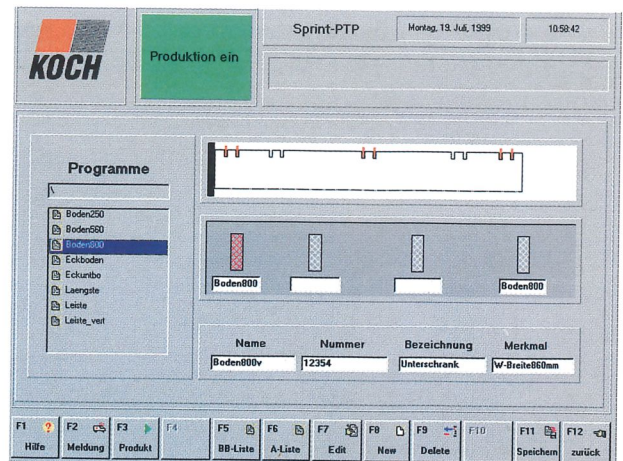 KOCH
Produktion ein
Sprint-PTP
Montag, 19. Juli, 1999
10:58:42
Programme
\
Boden250
Boden560
Boden800
Eckboden
Eckuntbo
Laengste
Leiste
Leiste_vert
Boden800
Boden800
Name
Nummer
Bezeichnung
Merkmal
Boden800v
12354
Unterschrank
W-Breite860mm
F1 ?
Hilfe
F2
Meldung
F3
Produkt
F4
F5
BB-Liste
F6
A-Liste
F7
Edit
F8
New
F9
Delete
F10
F11
Speichern
F12
zurück